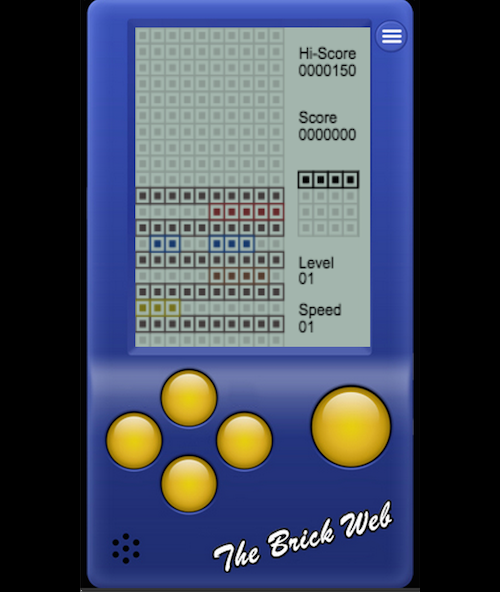 Hi-Score
0000150
Score
0000000
Level
01
Speed
01
The Brick Web